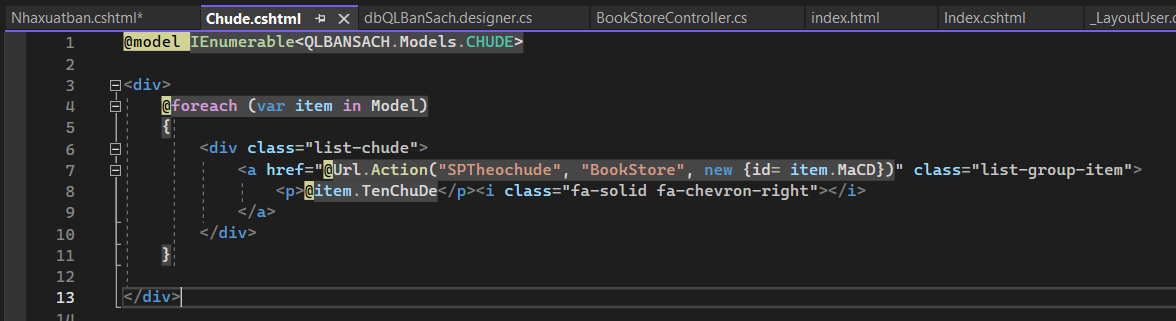 Nhaxuatban.cshtml* Chude.cshtml dbQLBanSach.designer.cs BookStoreController.cs index.html Index.cshtml _LayoutUser.c
1 @model IEnumerable<QLBANSACH.Models.CHUDE>
2
3 <div>
4 @foreach (var item in Model)
5 {
6 <div class="list-chude">
7 <a href="@Url.Action("SPTheochude", "BookStore", new {id= item.MaCD})" class="list-group-item">
8 <p>@item.TenChuDe</p><i class="fa-solid fa-chevron-right"></i>
9 </a>
10 </div>
11 }
12
13 </div>
14